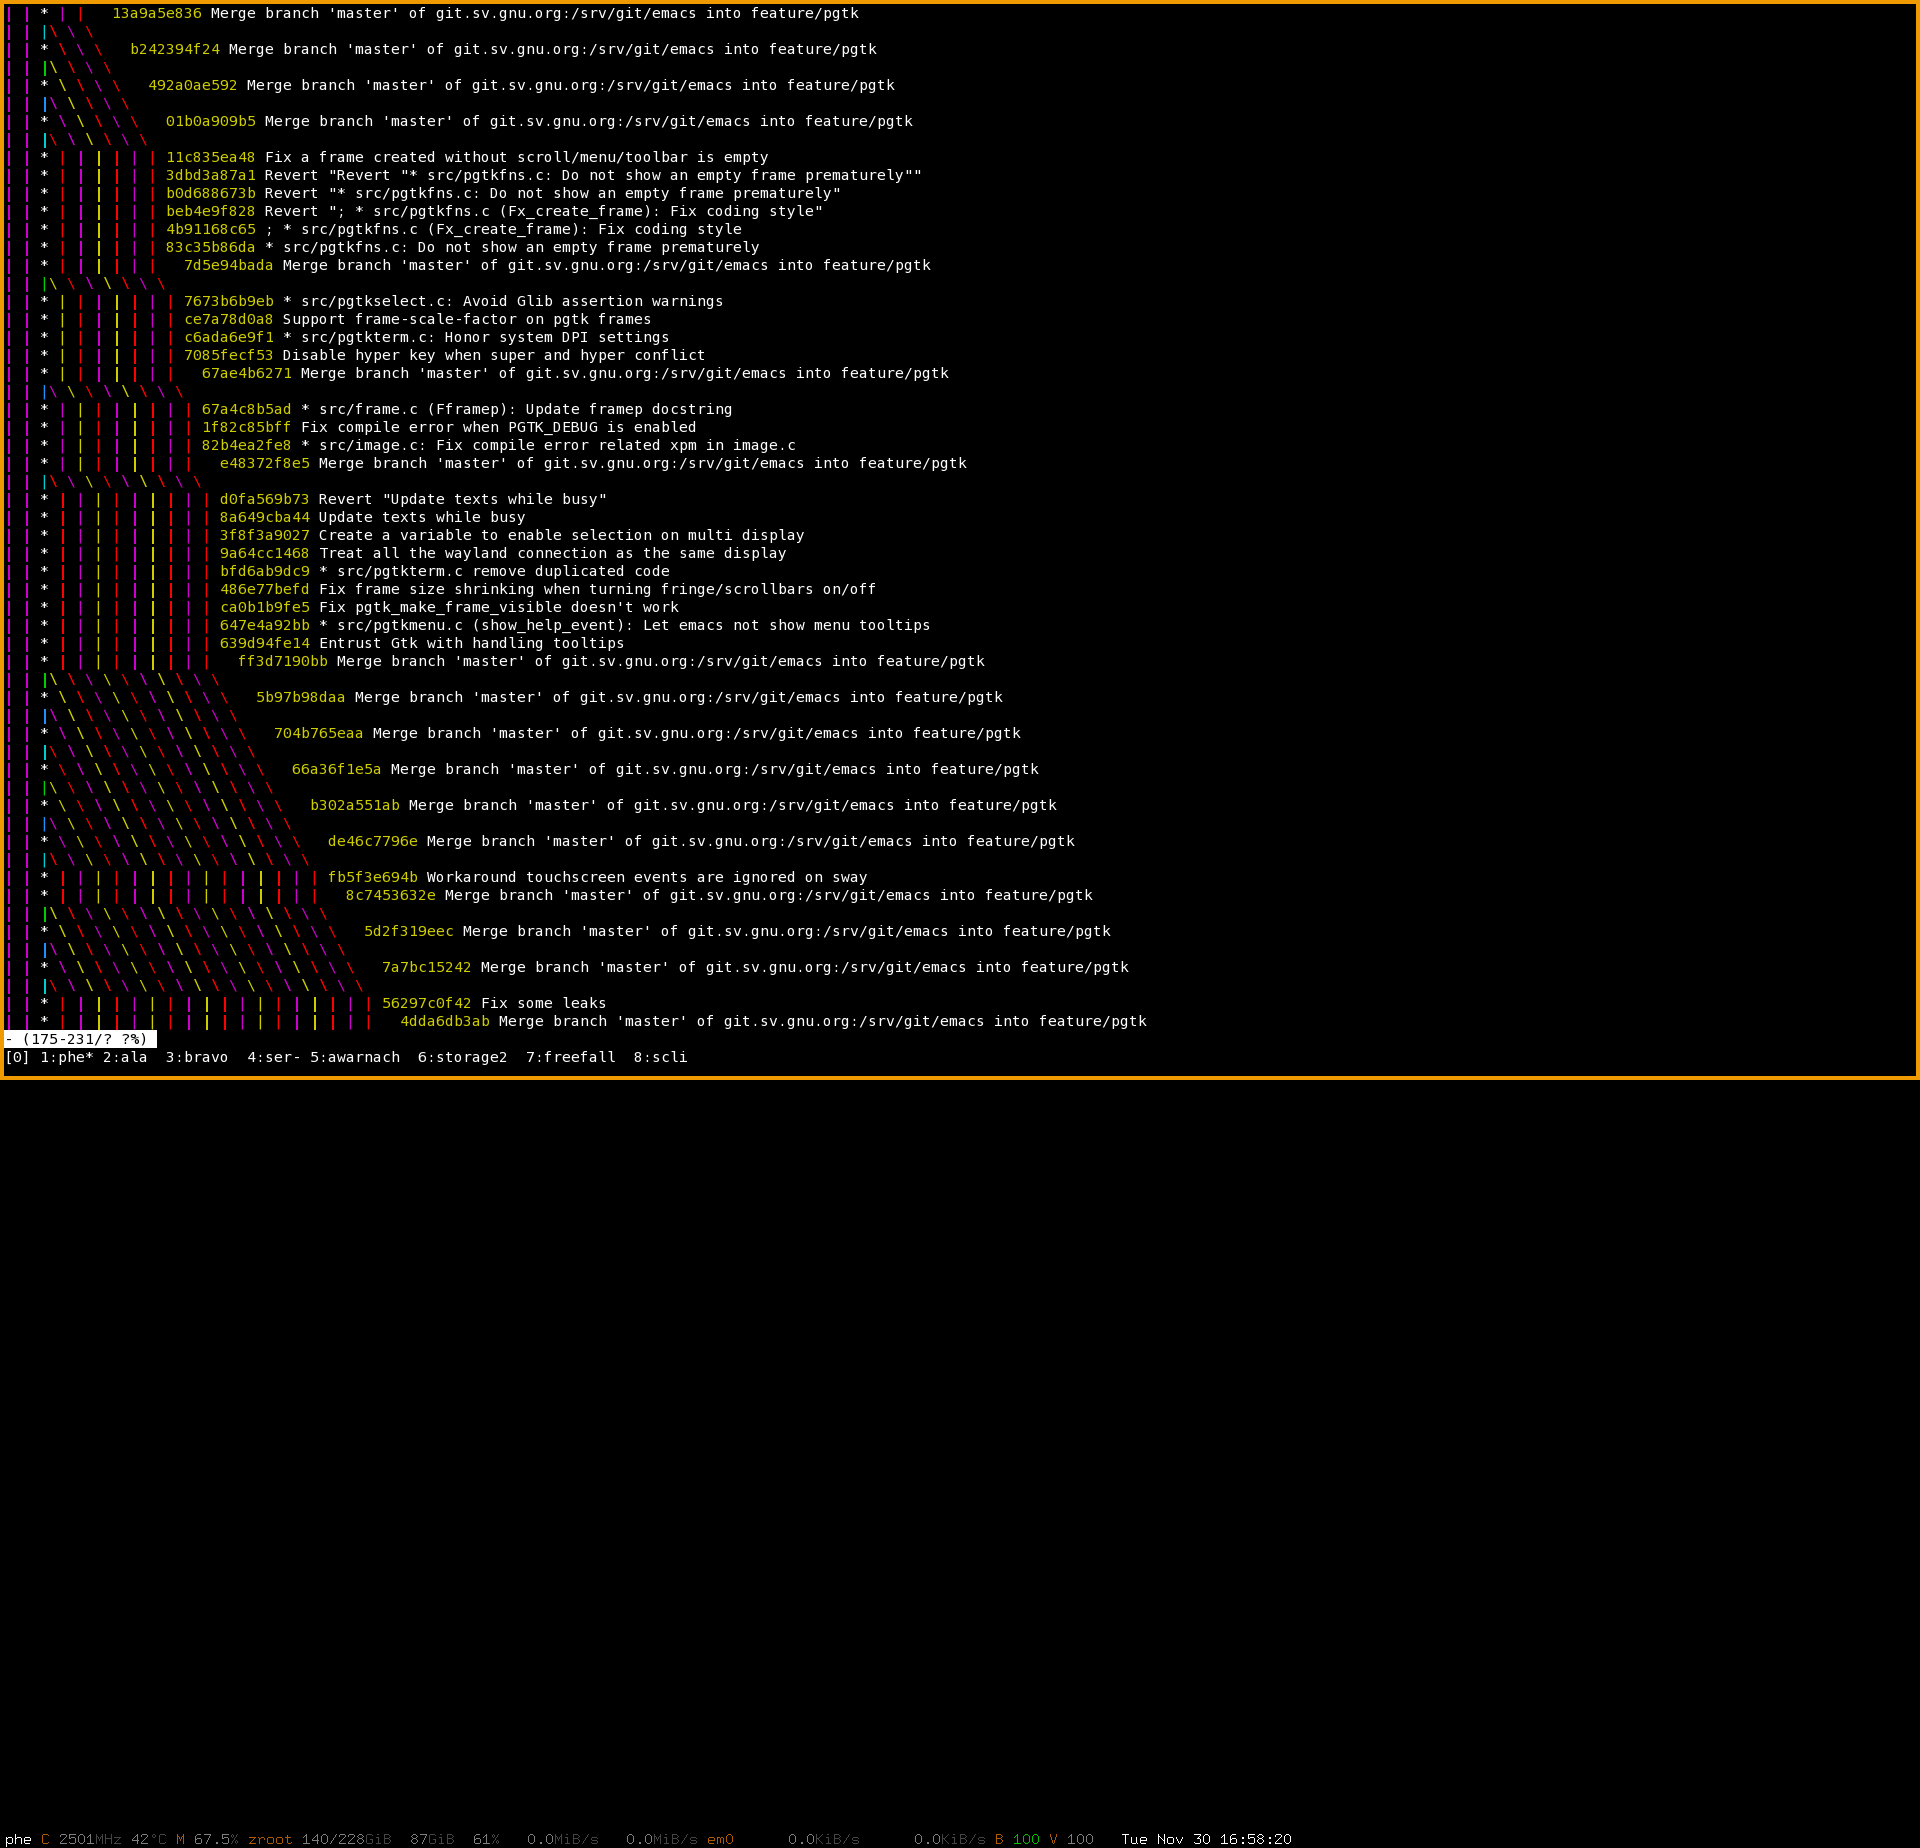 | | * | |   13a9a5e836 Merge branch 'master' of git.sv.gnu.org:/srv/git/emacs into feature/pgtk
| | |\ \ \
| | * \ \ \   b242394f24 Merge branch 'master' of git.sv.gnu.org:/srv/git/emacs into feature/pgtk
| | |\ \ \ \
| | * \ \ \ \   492a0ae592 Merge branch 'master' of git.sv.gnu.org:/srv/git/emacs into feature/pgtk
| | |\ \ \ \ \
| | * \ \ \ \ \   01b0a909b5 Merge branch 'master' of git.sv.gnu.org:/srv/git/emacs into feature/pgtk
| | |\ \ \ \ \ \
| | * | | | | | | 11c835ea48 Fix a frame created without scroll/menu/toolbar is empty
| | * | | | | | | 3dbd3a87a1 Revert "Revert "* src/pgtkfns.c: Do not show an empty frame prematurely""
| | * | | | | | | b0d688673b Revert "* src/pgtkfns.c: Do not show an empty frame prematurely"
| | * | | | | | | beb4e9f828 Revert "; * src/pgtkfns.c (Fx_create_frame): Fix coding style"
| | * | | | | | | 4b91168c65 ; * src/pgtkfns.c (Fx_create_frame): Fix coding style
| | * | | | | | | 83c35b86da * src/pgtkfns.c: Do not show an empty frame prematurely
| | * | | | | | |   7d5e94bada Merge branch 'master' of git.sv.gnu.org:/srv/git/emacs into feature/pgtk
| | |\ \ \ \ \ \ \
| | * | | | | | | | 7673b6b9eb * src/pgtkselect.c: Avoid Glib assertion warnings
| | * | | | | | | | ce7a78d0a8 Support frame-scale-factor on pgtk frames
| | * | | | | | | | c6ada6e9f1 * src/pgtkterm.c: Honor system DPI settings
| | * | | | | | | | 7085fecf53 Disable hyper key when super and hyper conflict
| | * | | | | | | |   67ae4b6271 Merge branch 'master' of git.sv.gnu.org:/srv/git/emacs into feature/pgtk
| | |\ \ \ \ \ \ \ \
| | * | | | | | | | | 67a4c8b5ad * src/frame.c (Fframep): Update framep docstring
| | * | | | | | | | | 1f82c85bff Fix compile error when PGTK_DEBUG is enabled
| | * | | | | | | | | 82b4ea2fe8 * src/image.c: Fix compile error related xpm in image.c
| | * | | | | | | | |   e48372f8e5 Merge branch 'master' of git.sv.gnu.org:/srv/git/emacs into feature/pgtk
| | |\ \ \ \ \ \ \ \ \
| | * | | | | | | | | | d0fa569b73 Revert "Update texts while busy"
| | * | | | | | | | | | 8a649cba44 Update texts while busy
| | * | | | | | | | | | 3f8f3a9027 Create a variable to enable selection on multi display
| | * | | | | | | | | | 9a64cc1468 Treat all the wayland connection as the same display
| | * | | | | | | | | | bfd6ab9dc9 * src/pgtkterm.c remove duplicated code
| | * | | | | | | | | | 486e77befd Fix frame size shrinking when turning fringe/scrollbars on/off
| | * | | | | | | | | | ca0b1b9fe5 Fix pgtk_make_frame_visible doesn't work
| | * | | | | | | | | | 647e4a92bb * src/pgtkmenu.c (show_help_event): Let emacs not show menu tooltips
| | * | | | | | | | | | 639d94fe14 Entrust Gtk with handling tooltips
| | * | | | | | | | | |   ff3d7190bb Merge branch 'master' of git.sv.gnu.org:/srv/git/emacs into feature/pgtk
| | |\ \ \ \ \ \ \ \ \ \
| | * \ \ \ \ \ \ \ \ \ \   5b97b98daa Merge branch 'master' of git.sv.gnu.org:/srv/git/emacs into feature/pgtk
| | |\ \ \ \ \ \ \ \ \ \ \
| | * \ \ \ \ \ \ \ \ \ \ \   704b765eaa Merge branch 'master' of git.sv.gnu.org:/srv/git/emacs into feature/pgtk
| | |\ \ \ \ \ \ \ \ \ \ \ \
| | * \ \ \ \ \ \ \ \ \ \ \ \   66a36f1e5a Merge branch 'master' of git.sv.gnu.org:/srv/git/emacs into feature/pgtk
| | |\ \ \ \ \ \ \ \ \ \ \ \ \
| | * \ \ \ \ \ \ \ \ \ \ \ \ \   b302a551ab Merge branch 'master' of git.sv.gnu.org:/srv/git/emacs into feature/pgtk
| | |\ \ \ \ \ \ \ \ \ \ \ \ \ \
| | * \ \ \ \ \ \ \ \ \ \ \ \ \ \   de46c7796e Merge branch 'master' of git.sv.gnu.org:/srv/git/emacs into feature/pgtk
| | |\ \ \ \ \ \ \ \ \ \ \ \ \ \ \
| | * | | | | | | | | | | | | | | | fb5f3e694b Workaround touchscreen events are ignored on sway
| | * | | | | | | | | | | | | | | |   8c7453632e Merge branch 'master' of git.sv.gnu.org:/srv/git/emacs into feature/pgtk
| | |\ \ \ \ \ \ \ \ \ \ \ \ \ \ \ \
| | * \ \ \ \ \ \ \ \ \ \ \ \ \ \ \ \   5d2f319eec Merge branch 'master' of git.sv.gnu.org:/srv/git/emacs into feature/pgtk
| | |\ \ \ \ \ \ \ \ \ \ \ \ \ \ \ \ \
| | * \ \ \ \ \ \ \ \ \ \ \ \ \ \ \ \ \   7a7bc15242 Merge branch 'master' of git.sv.gnu.org:/srv/git/emacs into feature/pgtk
| | |\ \ \ \ \ \ \ \ \ \ \ \ \ \ \ \ \ \
| | * | | | | | | | | | | | | | | | | | | 56297c0f42 Fix some leaks
| | * | | | | | | | | | | | | | | | | | |   4dda6db3ab Merge branch 'master' of git.sv.gnu.org:/srv/git/emacs into feature/pgtk
- (175-231/? ?%)
[0] 1:phe* 2:ala  3:bravo  4:ser- 5:awarnach  6:storage2  7:freefall  8:scli
phe C 2501MHz 42°C M 67.5% zroot 140/228GiB  87GiB  61%   0.0MiB/s   0.0MiB/s em0      0.0KiB/s      0.0KiB/s B 100 V 100   Tue Nov 30 16:58:20